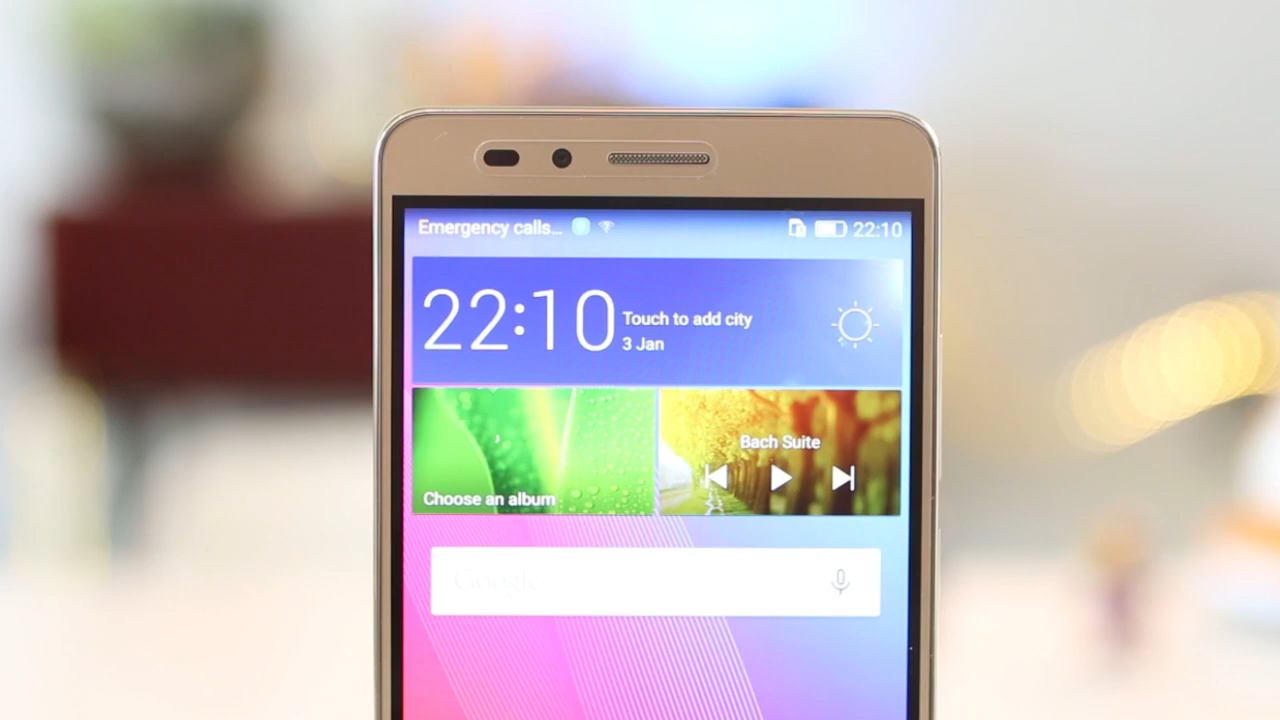 Emergency calls... 22:10
22:10
Touch to add city
3 Jan
Choose an album
Bach Suite
Google